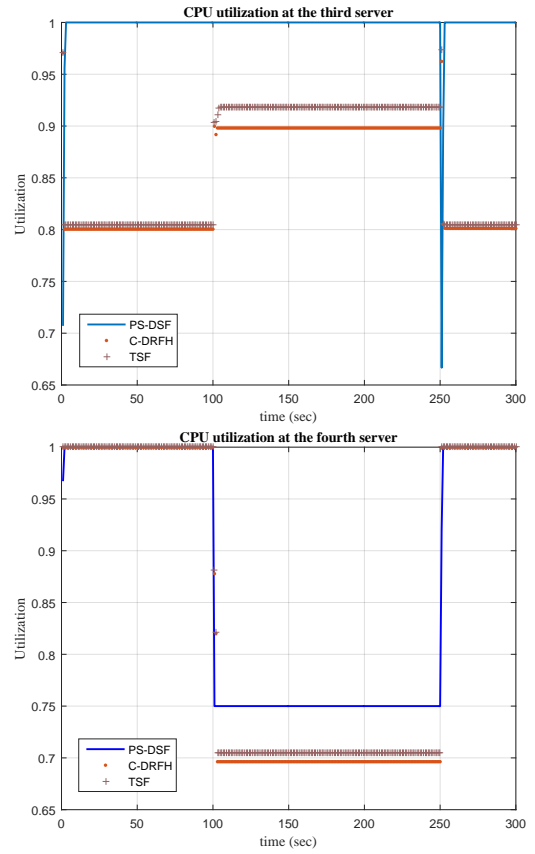 CPU utilization at the third server
1
0.95
0.9
0.85
0.8
0.75
0.7
0.65
Utilization
PS-DSF
C-DRFH
TSF
0 50 100 150 200 250 300
time (sec)
CPU utilization at the fourth server
1
0.95
0.9
0.85
0.8
0.75
0.7
0.65
Utilization
PS-DSF
C-DRFH
TSF
0 50 100 150 200 250 300
time (sec)